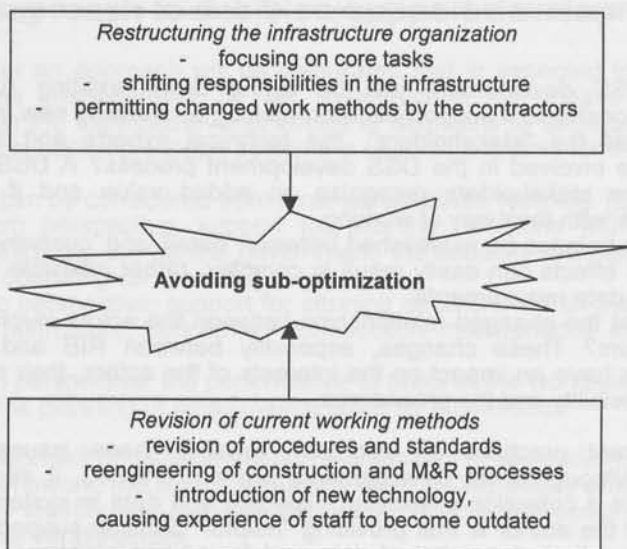 Restructuring the infrastructure organization
- focusing on core tasks
- shifting responsibilities in the infrastructure
- permitting changed work methods by the contractors
Avoiding sub-optimization
Revision of current working methods
- revision of procedures and standards
- reengineering of construction and M&R processes
- introduction of new technology,
causing experience of staff to become outdated